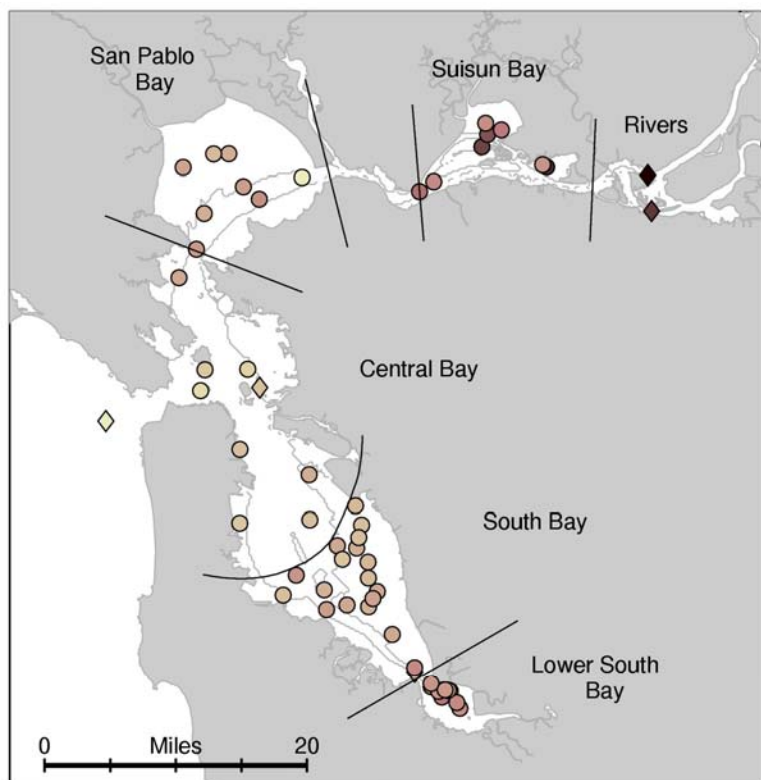 San Pablo
Bay
Suisun Bay
Rivers
Central Bay
South Bay
Lower South
Bay
0 Miles 20